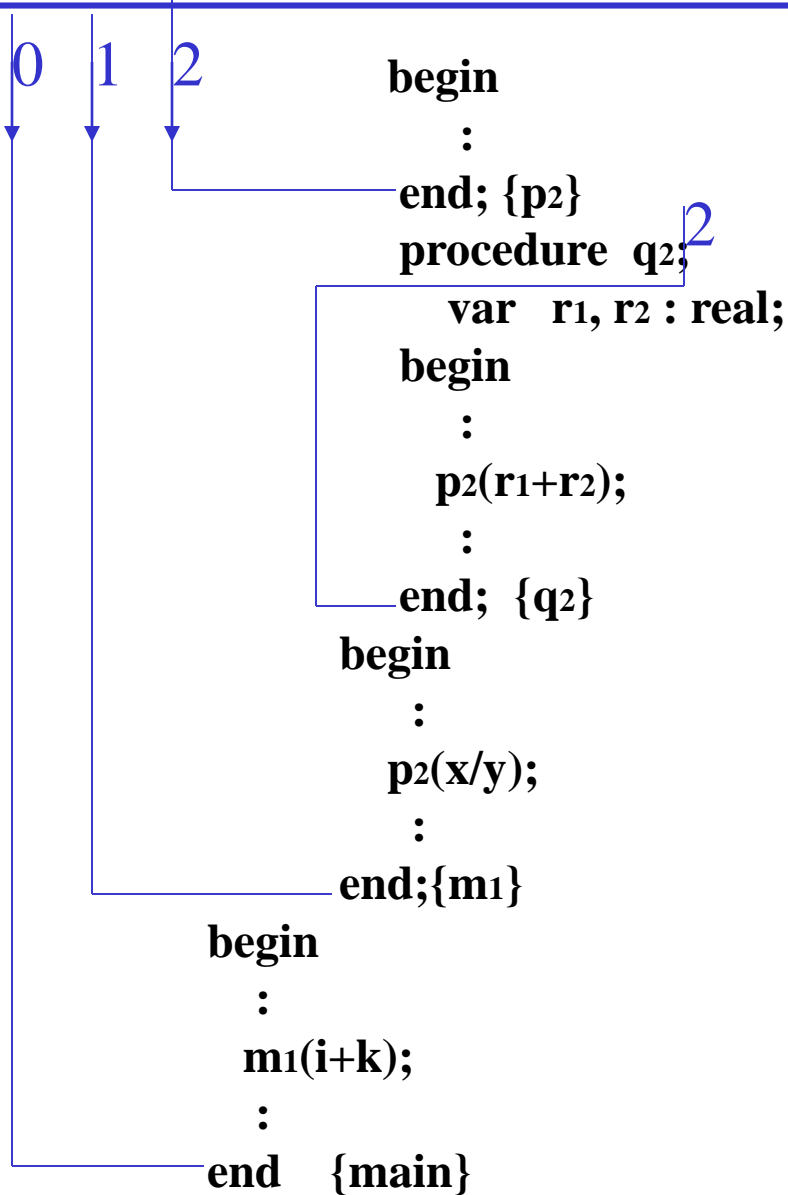 0 1 2
begin
:
end; {p2}
2
procedure q2;
var r1, r2 : real;
begin
:
p2(r1+r2);
:
end; {q2}
begin
:
p2(x/y);
:
end;{m1}
begin
:
m1(i+k);
:
end {main}